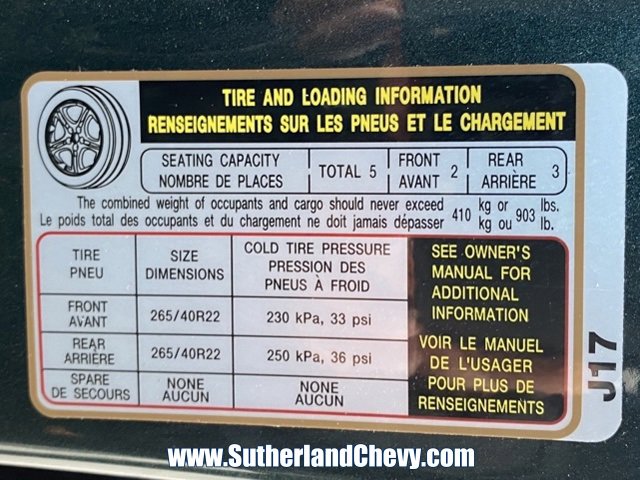 TIRE AND LOADING INFORMATION
RENSEIGNEMENTS SUR LES PNEUS ET LE CHARGEMENT
SEATING CAPACITY
NOMBRE DE PLACES
TOTAL 5
FRONT
AVANT 2
REAR
ARRIÈRE 3
The combined weight of occupants and cargo should never exceed 410 kg or 903 lbs.
Le poids total des occupants et du chargement ne doit jamais dépasser kg ou lb.
TIRE
PNEU
SIZE
DIMENSIONS
COLD TIRE PRESSURE
PRESSION DES
PNEUS À FROID
FRONT
AVANT
265/40R22
230 kPa, 33 psi
REAR
ARRIÈRE
265/40R22
250 kPa, 36 psi
SPARE
DE SECOURS
NONE
AUCUN
NONE
AUCUN
SEE OWNER'S
MANUAL FOR
ADDITIONAL
INFORMATION
VOIR LE MANUEL
DE L'USAGER
POUR PLUS DE
RENSEIGNEMENTS
J17
www.SutherlandChevy.com